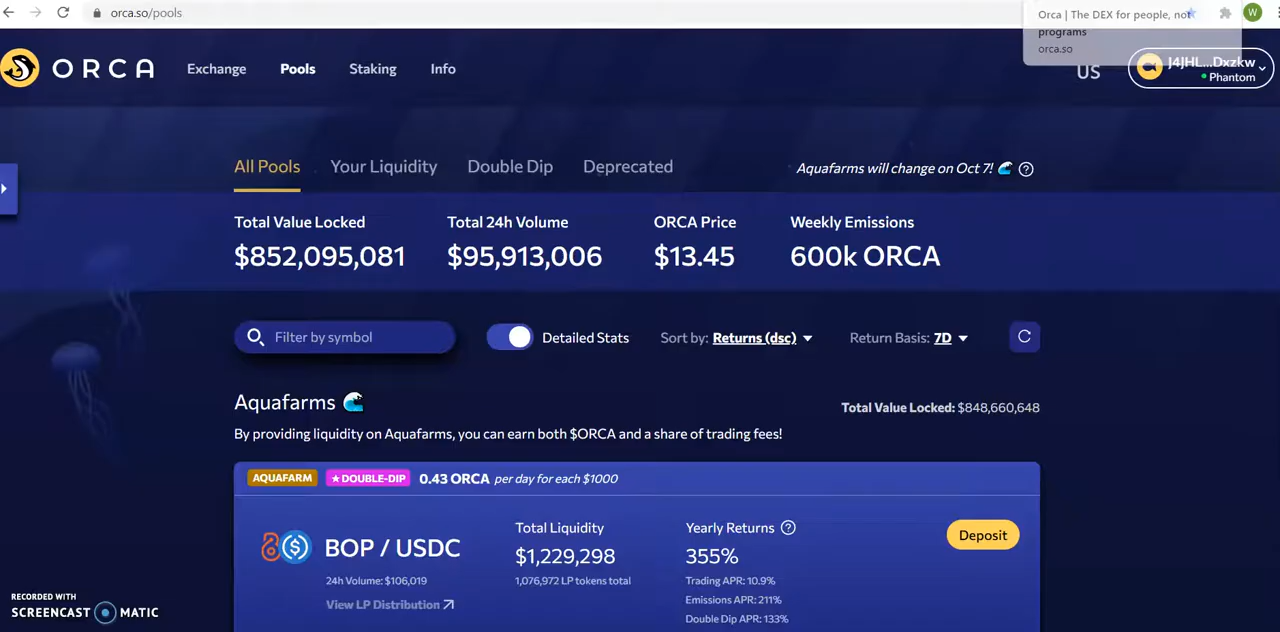 orca.so/pools
Orca | The DEX for people, not
programs
orca.so
W
ORCA
Exchange
Pools
Staking
Info
US
J4JHL...Dxzkw
Phantom
All Pools
Your Liquidity
Double Dip
Deprecated
Aquafarms will change on Oct 7! 🌊 ?
Total Value Locked
Total 24h Volume
ORCA Price
Weekly Emissions
$852,095,081
$95,913,006
$13.45
600k ORCA
Filter by symbol
Detailed Stats
Sort by: Returns (dsc)
Return Basis: 7D
Aquafarms 🌊
Total Value Locked: $848,660,648
By providing liquidity on Aquafarms, you can earn both $ORCA and a share of trading fees!
AQUAFARM
★DOUBLE-DIP
0.43 ORCA per day for each $1000
BOP / USDC
24h Volume: $106,019
View LP Distribution
Total Liquidity
$1,229,298
1,076,972 LP tokens total
Yearly Returns ?
355%
Trading APR: 10.9%
Emissions APR: 211%
Double Dip APR: 133%
Deposit
RECORDED WITH
SCREENCAST MATIC